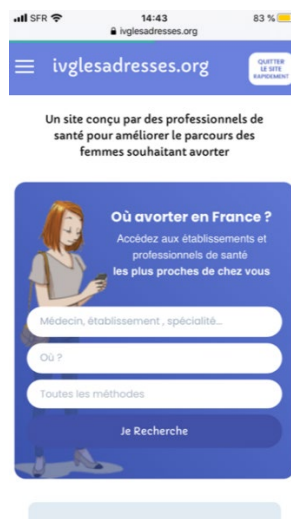 SFR 14:43 83 %
ivglesadresses.org
ivglesadresses.org
QUITTER
LE SITE
RAPIDEMENT
Un site conçu par des professionnels de
santé pour améliorer le parcours des
femmes souhaitant avorter
Où avorter en France ?
Accédez aux établissements et
professionnels de santé
les plus proches de chez vous
Médecin, établissement , spécialité...
Où ?
Toutes les méthodes
Je Recherche